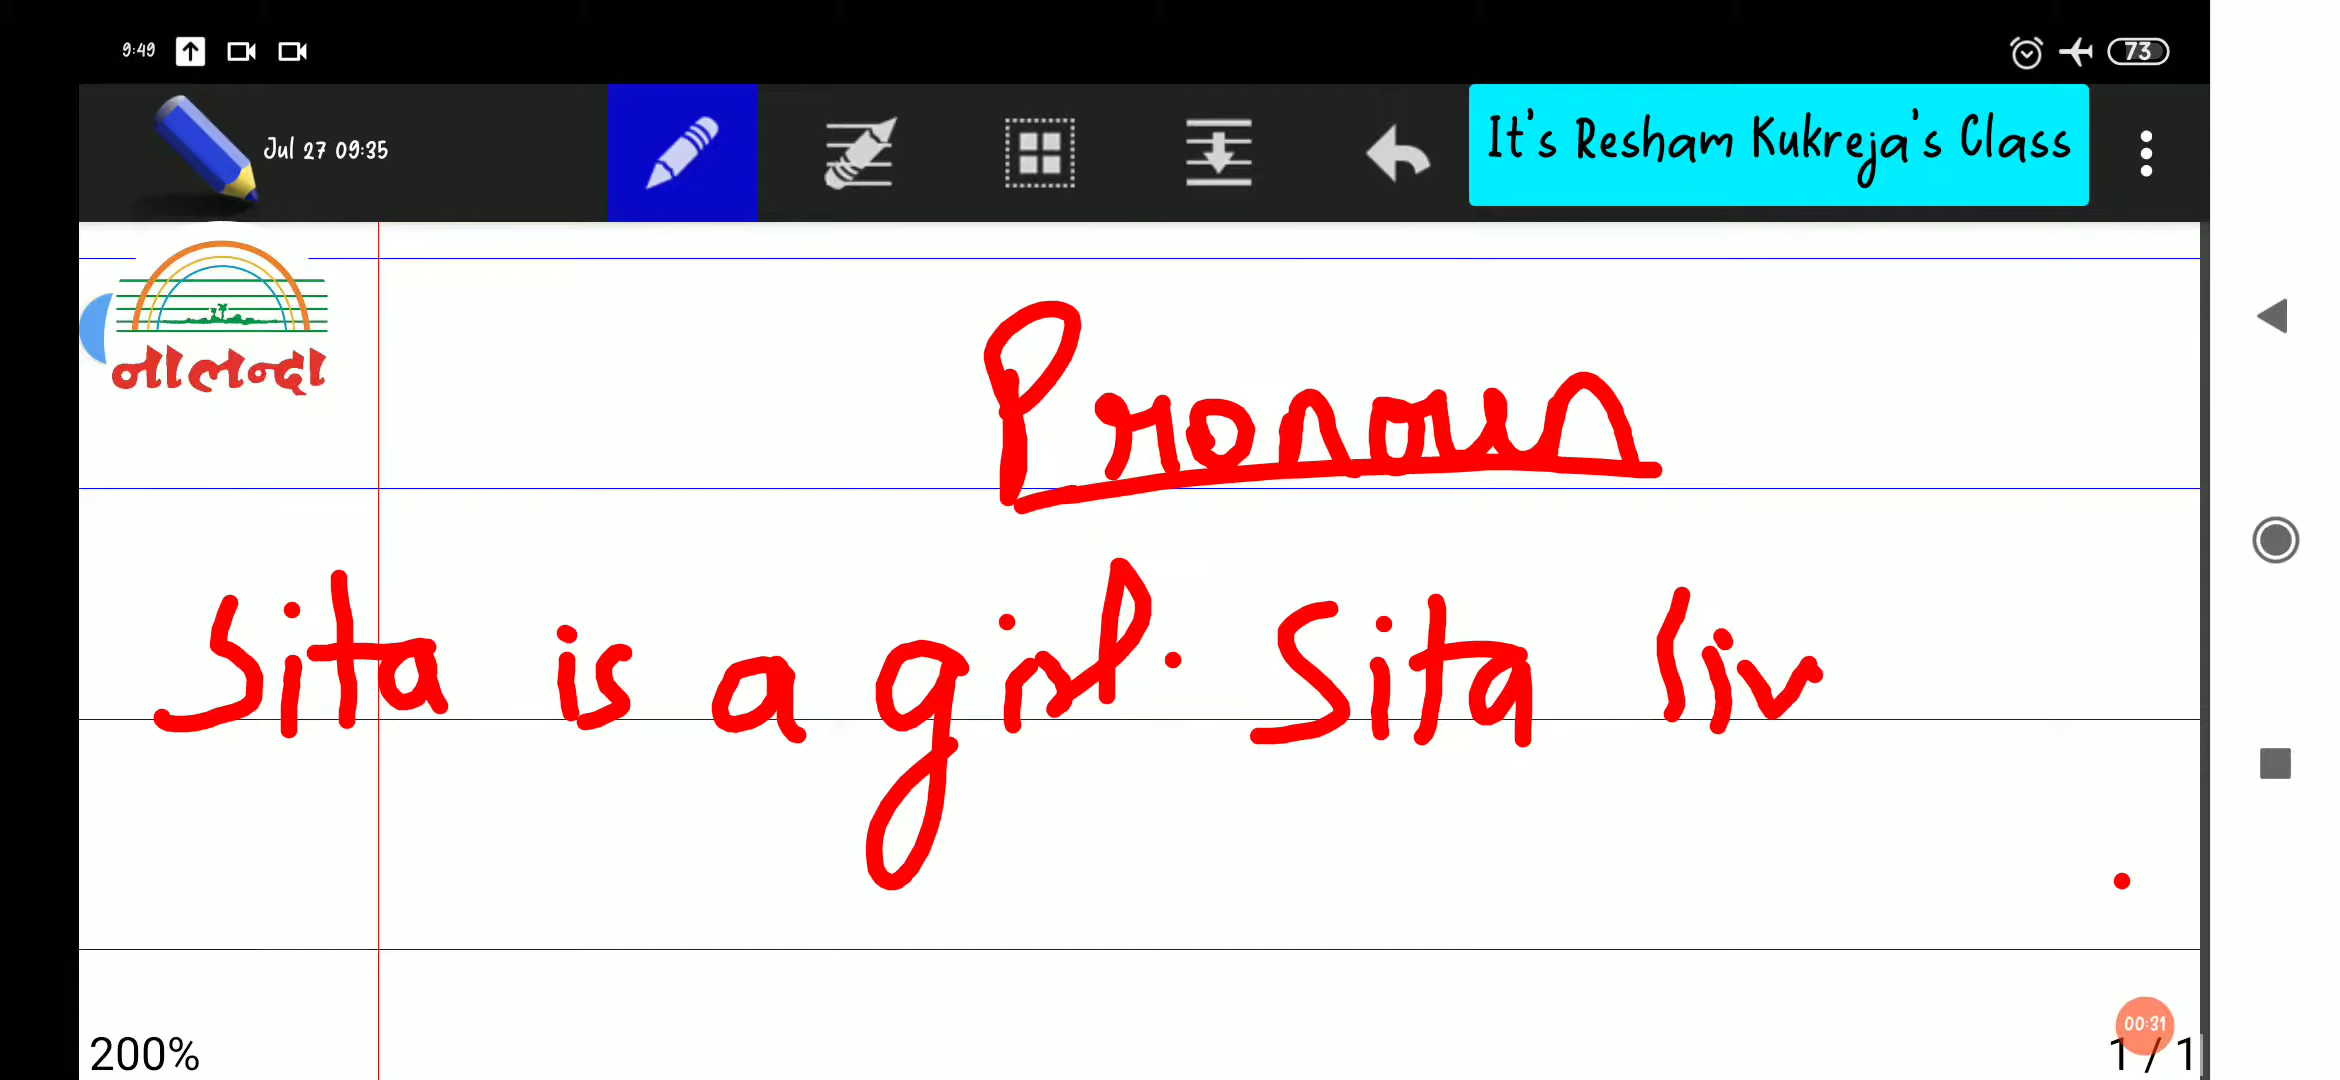 9:49 73
Jul 27 09:35 It's Resham Kukreja's Class
नालन्दा
Pronoun
Sita is a girl. Sita liv
00:31
200% 1 / 1